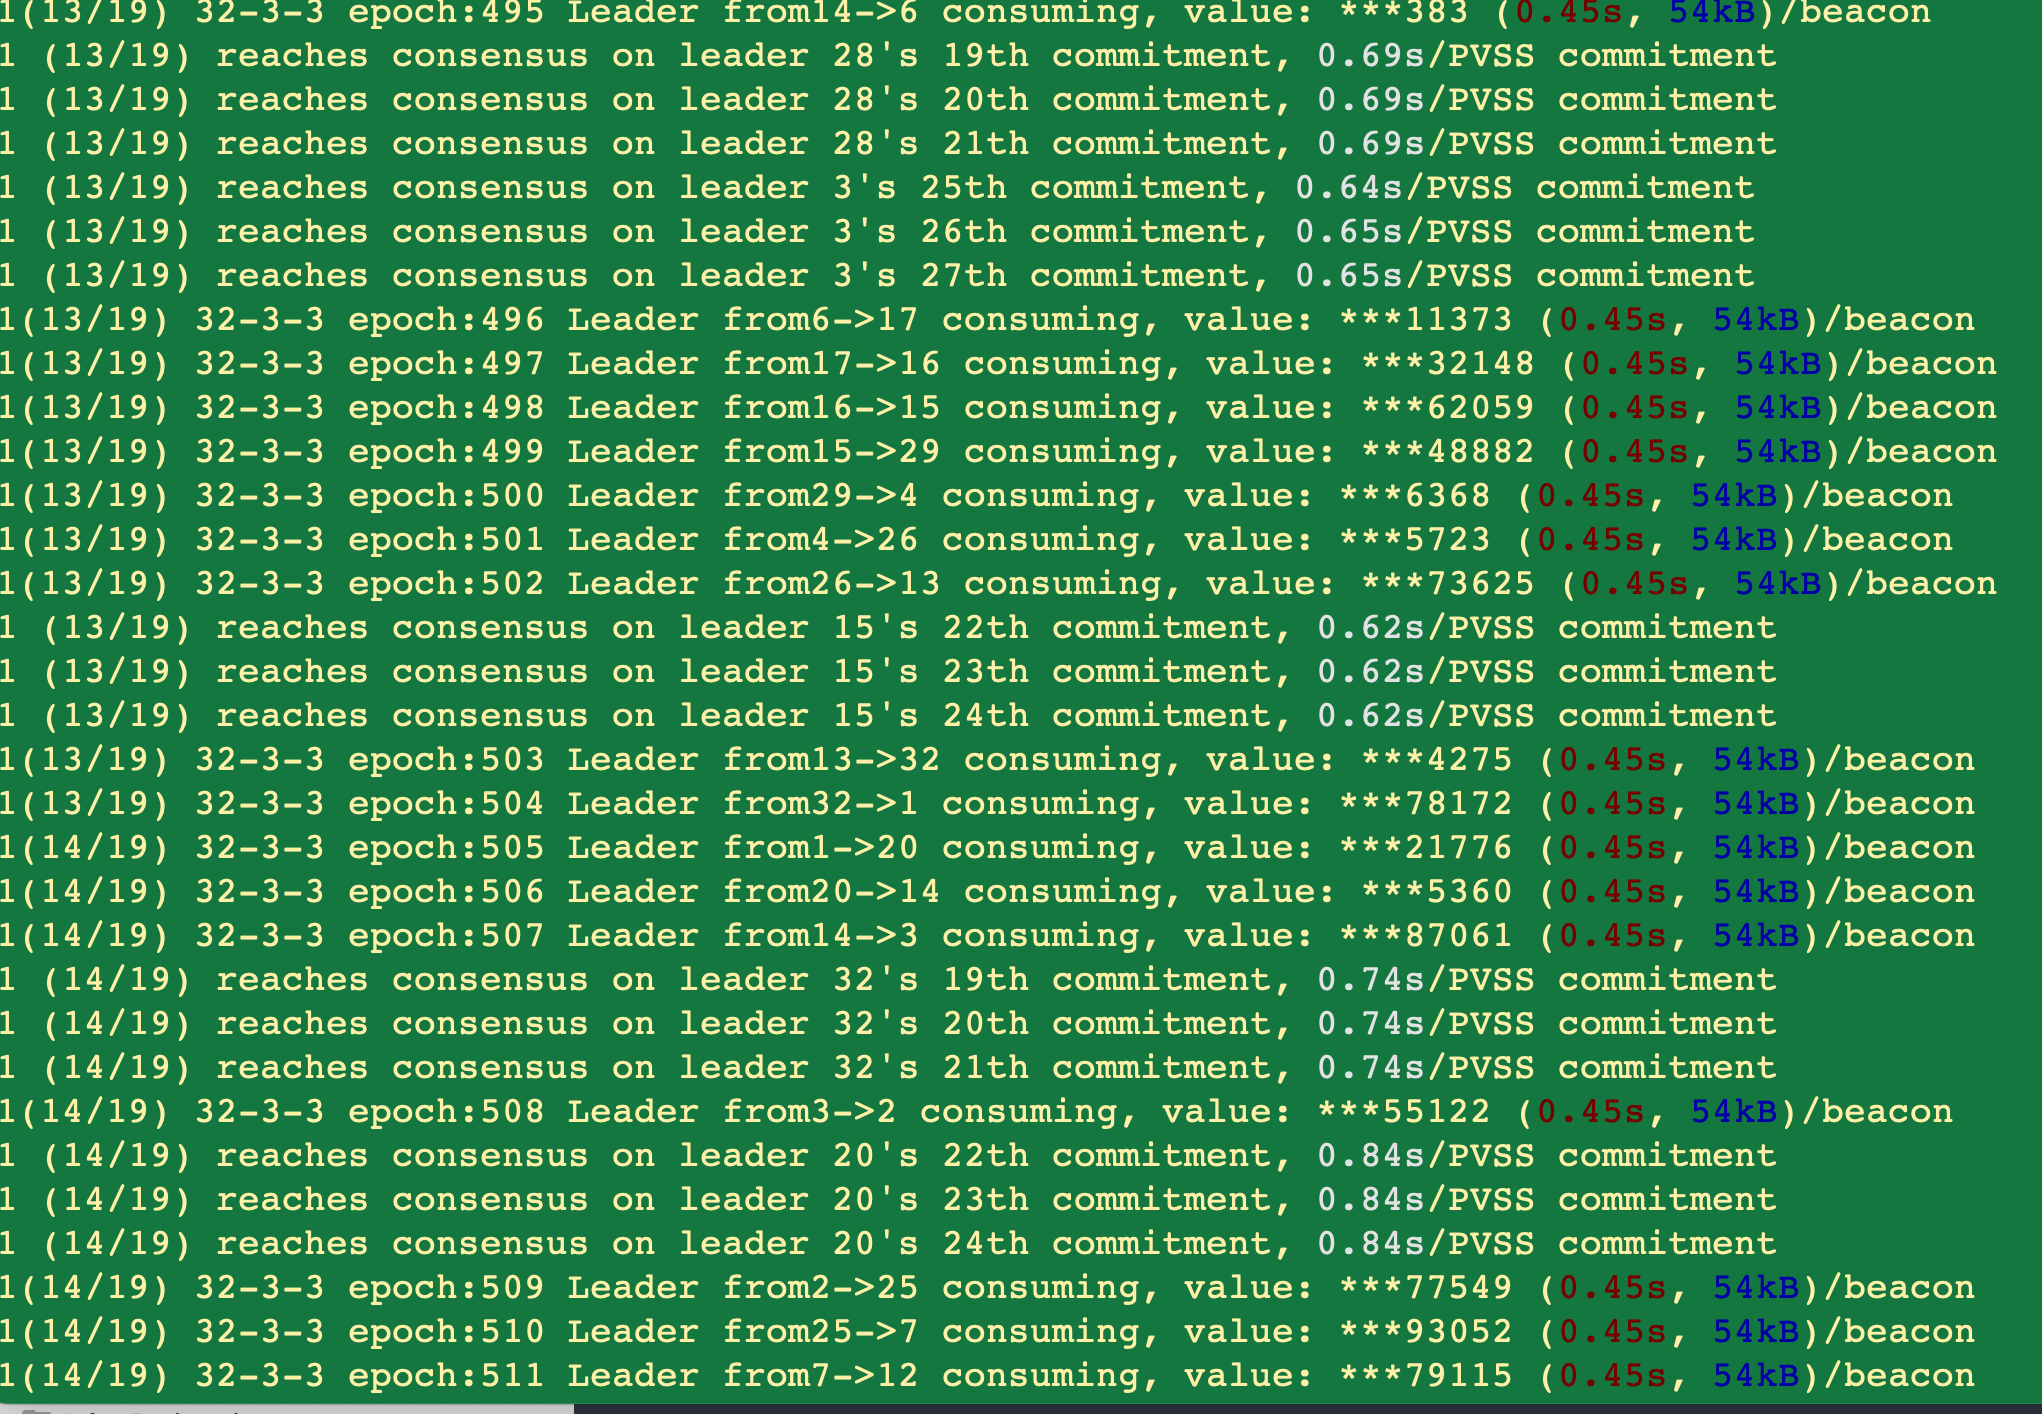 1(13/19) 32-3-3 epoch:495 Leader from14->6 consuming, value: ***383 (0.45s, 54kB)/beacon
1 (13/19) reaches consensus on leader 28's 19th commitment, 0.69s/PVSS commitment
1 (13/19) reaches consensus on leader 28's 20th commitment, 0.69s/PVSS commitment
1 (13/19) reaches consensus on leader 28's 21th commitment, 0.69s/PVSS commitment
1 (13/19) reaches consensus on leader 3's 25th commitment, 0.64s/PVSS commitment
1 (13/19) reaches consensus on leader 3's 26th commitment, 0.65s/PVSS commitment
1 (13/19) reaches consensus on leader 3's 27th commitment, 0.65s/PVSS commitment
1(13/19) 32-3-3 epoch:496 Leader from6->17 consuming, value: ***11373 (0.45s, 54kB)/beacon
1(13/19) 32-3-3 epoch:497 Leader from17->16 consuming, value: ***32148 (0.45s, 54kB)/beacon
1(13/19) 32-3-3 epoch:498 Leader from16->15 consuming, value: ***62059 (0.45s, 54kB)/beacon
1(13/19) 32-3-3 epoch:499 Leader from15->29 consuming, value: ***48882 (0.45s, 54kB)/beacon
1(13/19) 32-3-3 epoch:500 Leader from29->4 consuming, value: ***6368 (0.45s, 54kB)/beacon
1(13/19) 32-3-3 epoch:501 Leader from4->26 consuming, value: ***5723 (0.45s, 54kB)/beacon
1(13/19) 32-3-3 epoch:502 Leader from26->13 consuming, value: ***73625 (0.45s, 54kB)/beacon
1 (13/19) reaches consensus on leader 15's 22th commitment, 0.62s/PVSS commitment
1 (13/19) reaches consensus on leader 15's 23th commitment, 0.62s/PVSS commitment
1 (13/19) reaches consensus on leader 15's 24th commitment, 0.62s/PVSS commitment
1(13/19) 32-3-3 epoch:503 Leader from13->32 consuming, value: ***4275 (0.45s, 54kB)/beacon
1(13/19) 32-3-3 epoch:504 Leader from32->1 consuming, value: ***78172 (0.45s, 54kB)/beacon
1(14/19) 32-3-3 epoch:505 Leader from1->20 consuming, value: ***21776 (0.45s, 54kB)/beacon
1(14/19) 32-3-3 epoch:506 Leader from20->14 consuming, value: ***5360 (0.45s, 54kB)/beacon
1(14/19) 32-3-3 epoch:507 Leader from14->3 consuming, value: ***87061 (0.45s, 54kB)/beacon
1 (14/19) reaches consensus on leader 32's 19th commitment, 0.74s/PVSS commitment
1 (14/19) reaches consensus on leader 32's 20th commitment, 0.74s/PVSS commitment
1 (14/19) reaches consensus on leader 32's 21th commitment, 0.74s/PVSS commitment
1(14/19) 32-3-3 epoch:508 Leader from3->2 consuming, value: ***55122 (0.45s, 54kB)/beacon
1 (14/19) reaches consensus on leader 20's 22th commitment, 0.84s/PVSS commitment
1 (14/19) reaches consensus on leader 20's 23th commitment, 0.84s/PVSS commitment
1 (14/19) reaches consensus on leader 20's 24th commitment, 0.84s/PVSS commitment
1(14/19) 32-3-3 epoch:509 Leader from2->25 consuming, value: ***77549 (0.45s, 54kB)/beacon
1(14/19) 32-3-3 epoch:510 Leader from25->7 consuming, value: ***93052 (0.45s, 54kB)/beacon
1(14/19) 32-3-3 epoch:511 Leader from7->12 consuming, value: ***79115 (0.45s, 54kB)/beacon